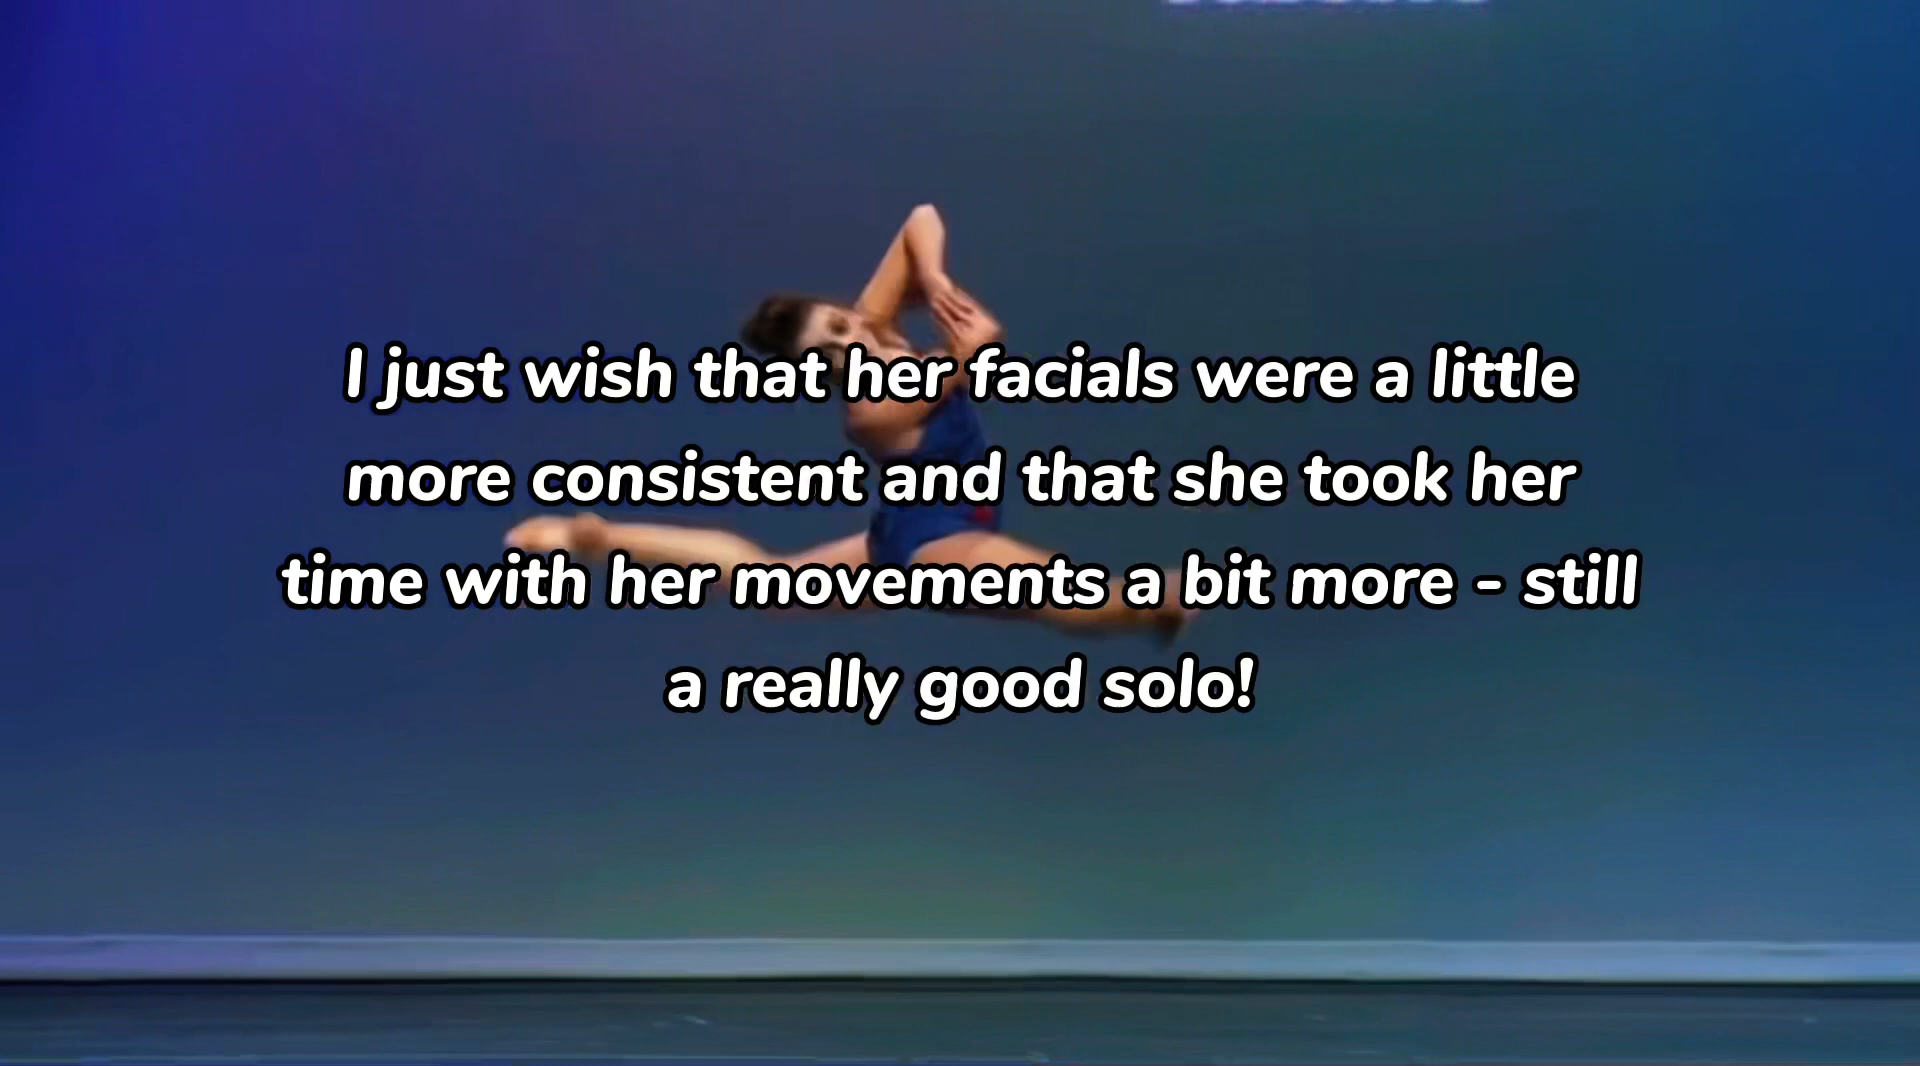 I just wish that her facials were a little
more consistent and that she took her
time with her movements a bit more - still
a really good solo!